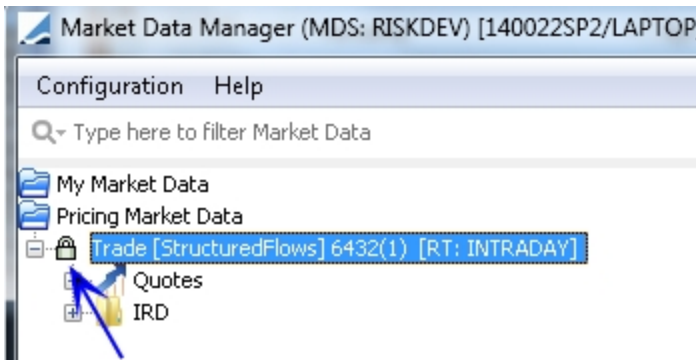 Market Data Manager (MDS: RISKDEV) [140022SP2/LAPTOP
Configuration Help
Type here to filter Market Data
My Market Data
Pricing Market Data
Trade [StructuredFlows] 6432(1) [RT: INTRADAY]
Quotes
IRD